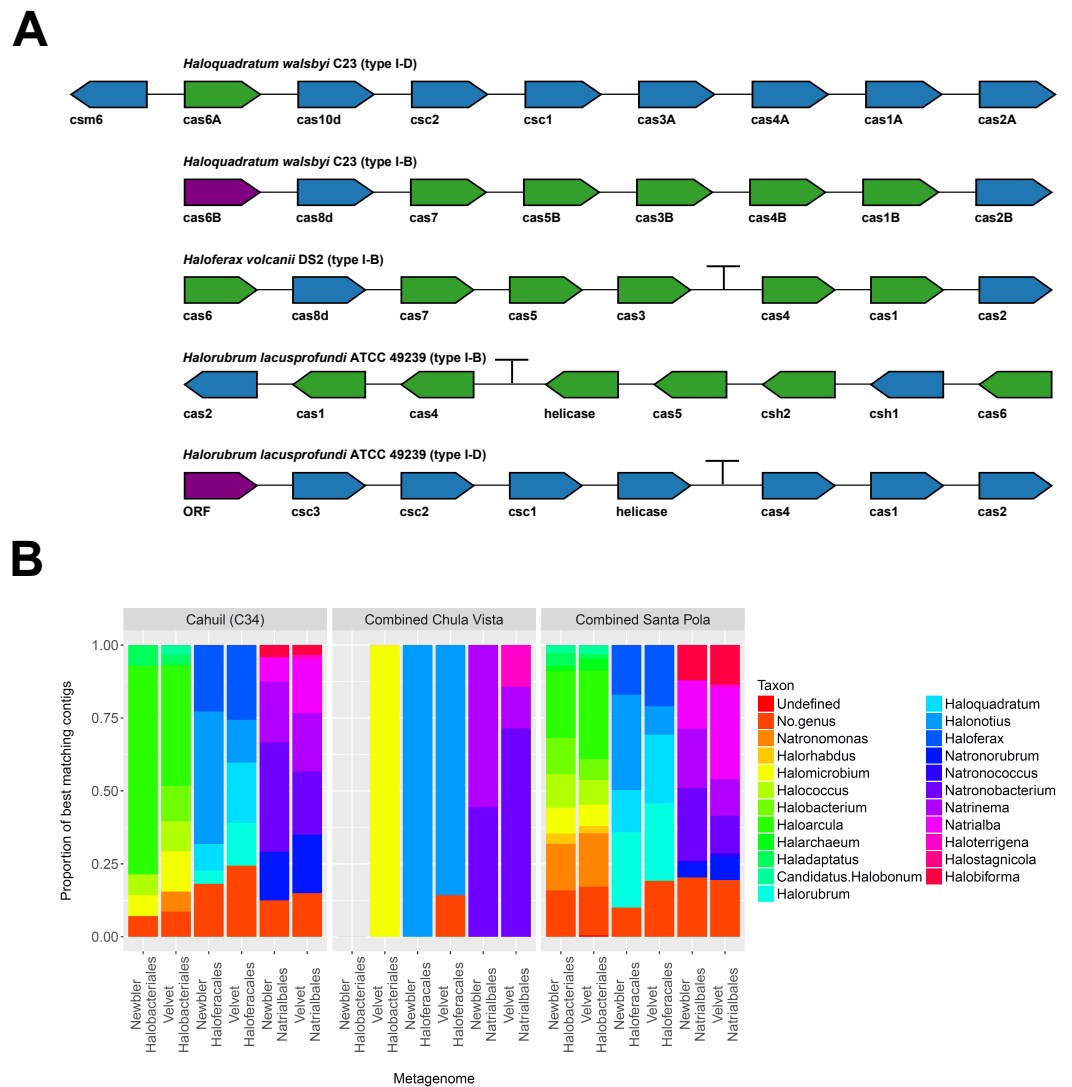 A
Haloquadratum walsbyi C23 (type I-D)
csm6 cas6A cas10d csc2 csc1 cas3A cas4A cas1A cas2A
Haloquadratum walsbyi C23 (type I-B)
cas6B cas8d cas7 cas5B cas3B cas4B cas1B cas2B
Haloferax volcanii DS2 (type I-B)
cas6 cas8d cas7 cas5 cas3 cas4 cas1 cas2
Halorubrum lacusprofundi ATCC 49239 (type I-B)
cas2 cas1 cas4 helicase cas5 csh2 csh1 cas6
Halorubrum lacusprofundi ATCC 49239 (type I-D)
ORF csc3 csc2 csc1 helicase cas4 cas1 cas2
B
Cahuil (C34) Combined Chula Vista Combined Santa Pola
Proportion of best matching contigs
1.00
0.75
0.50
0.25
0.00
Newbler
Halobacteriales
Velvet
Halobacteriales
Newbler
Haloferacales
Velvet
Haloferacales
Newbler
Natrialbales
Velvet
Natrialbales
Newbler
Halobacteriales
Velvet
Halobacteriales
Newbler
Haloferacales
Velvet
Haloferacales
Newbler
Natrialbales
Velvet
Natrialbales
Newbler
Halobacteriales
Velvet
Halobacteriales
Newbler
Haloferacales
Velvet
Haloferacales
Newbler
Natrialbales
Velvet
Natrialbales
Metagenome
Taxon
Undefined
No.genus
Natronomonas
Halorhabdus
Halomicrobium
Halococcus
Halobacterium
Haloarcula
Halarchaeum
Haladaptatus
Candidatus.Halobonum
Halorubrum
Haloquadratum
Halonotius
Haloferax
Natronorubrum
Natronococcus
Natronobacterium
Natrinema
Natrialba
Haloterrigena
Halostagnicola
Halobiforma